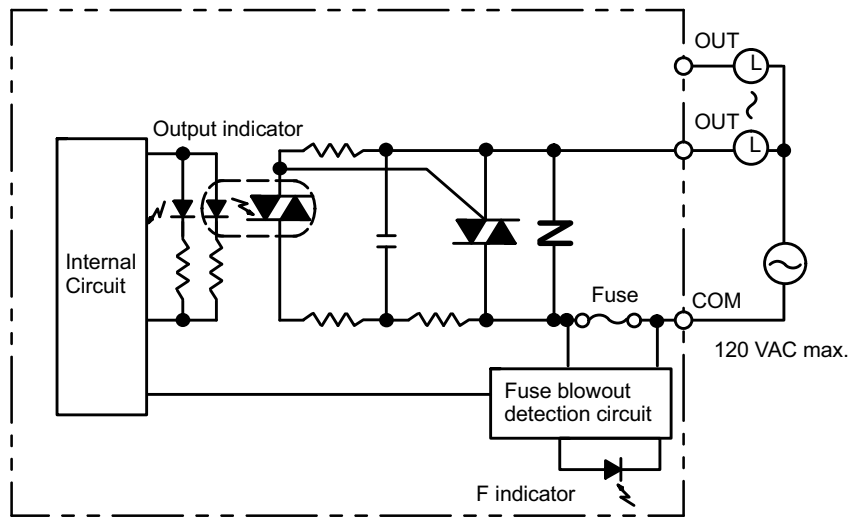 OUT
L
OUT
L
Output indicator
Internal
Circuit
Fuse
COM
120 VAC max.
Fuse blowout
detection circuit
F indicator